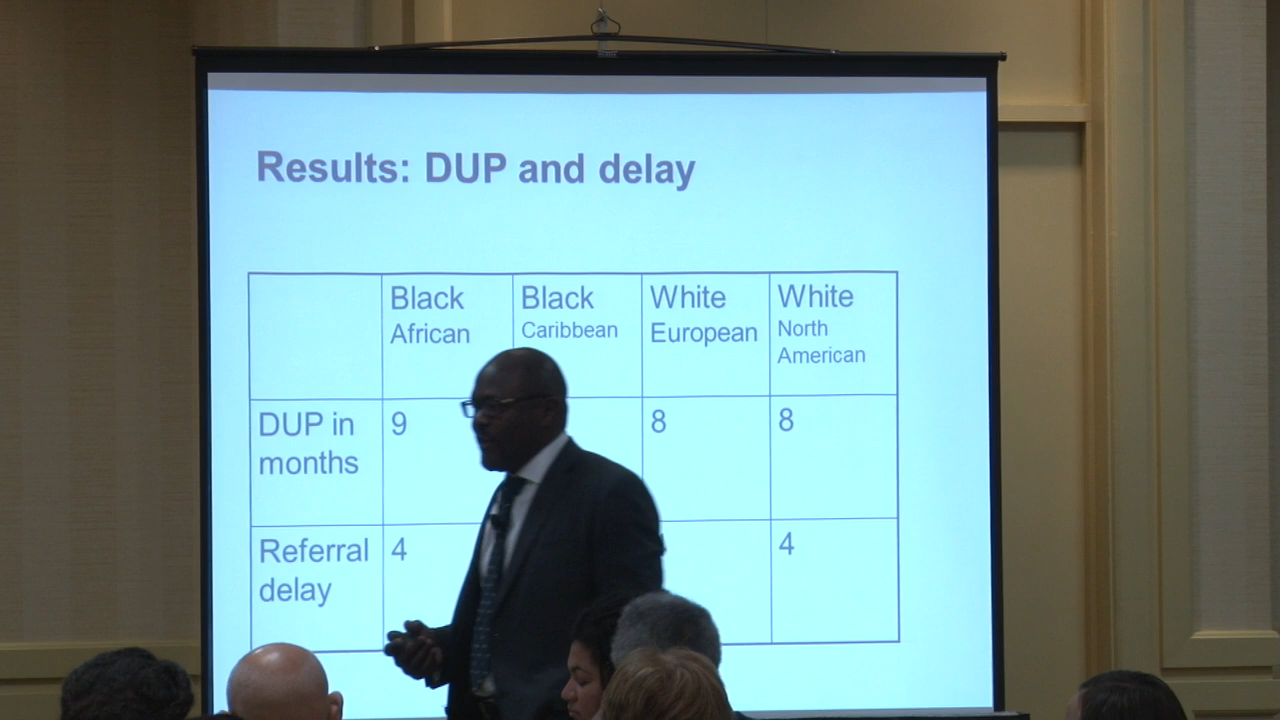 Results: DUP and delay
Black
African
Black
Caribbean
White
European
White
North
American
DUP in
months
9
8
8
Referral
delay
4
4